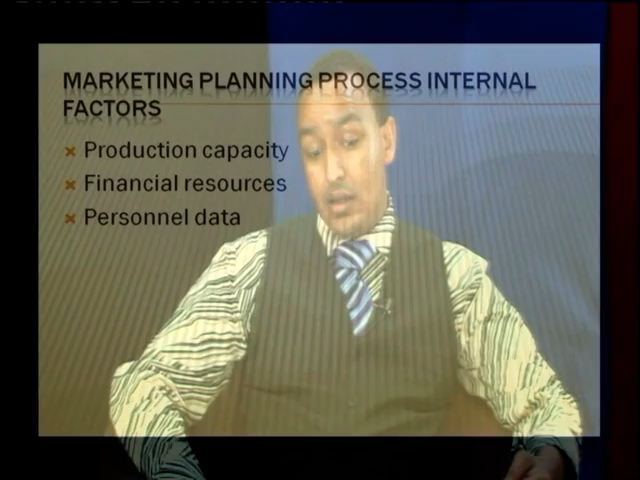 MARKETING PLANNING PROCESS INTERNAL
FACTORS
Production capacity
Financial resources
Personnel data